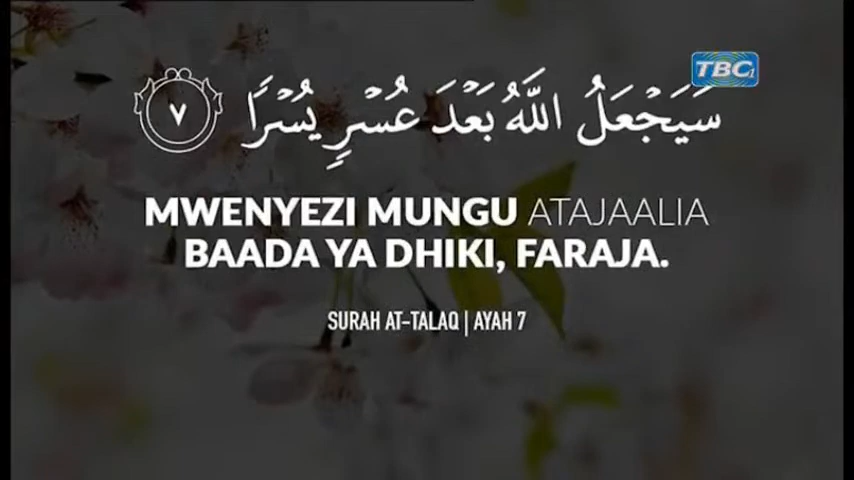 TBC1
سَيَجْعَلُ اللَّهُ بَعْدَ عُسْرٍ يُسْرًا ٧
MWENYEZI MUNGU ATAJAALIA
BAADA YA DHIKI, FARAJA.
SURAH AT-TALAQ | AYAH 7